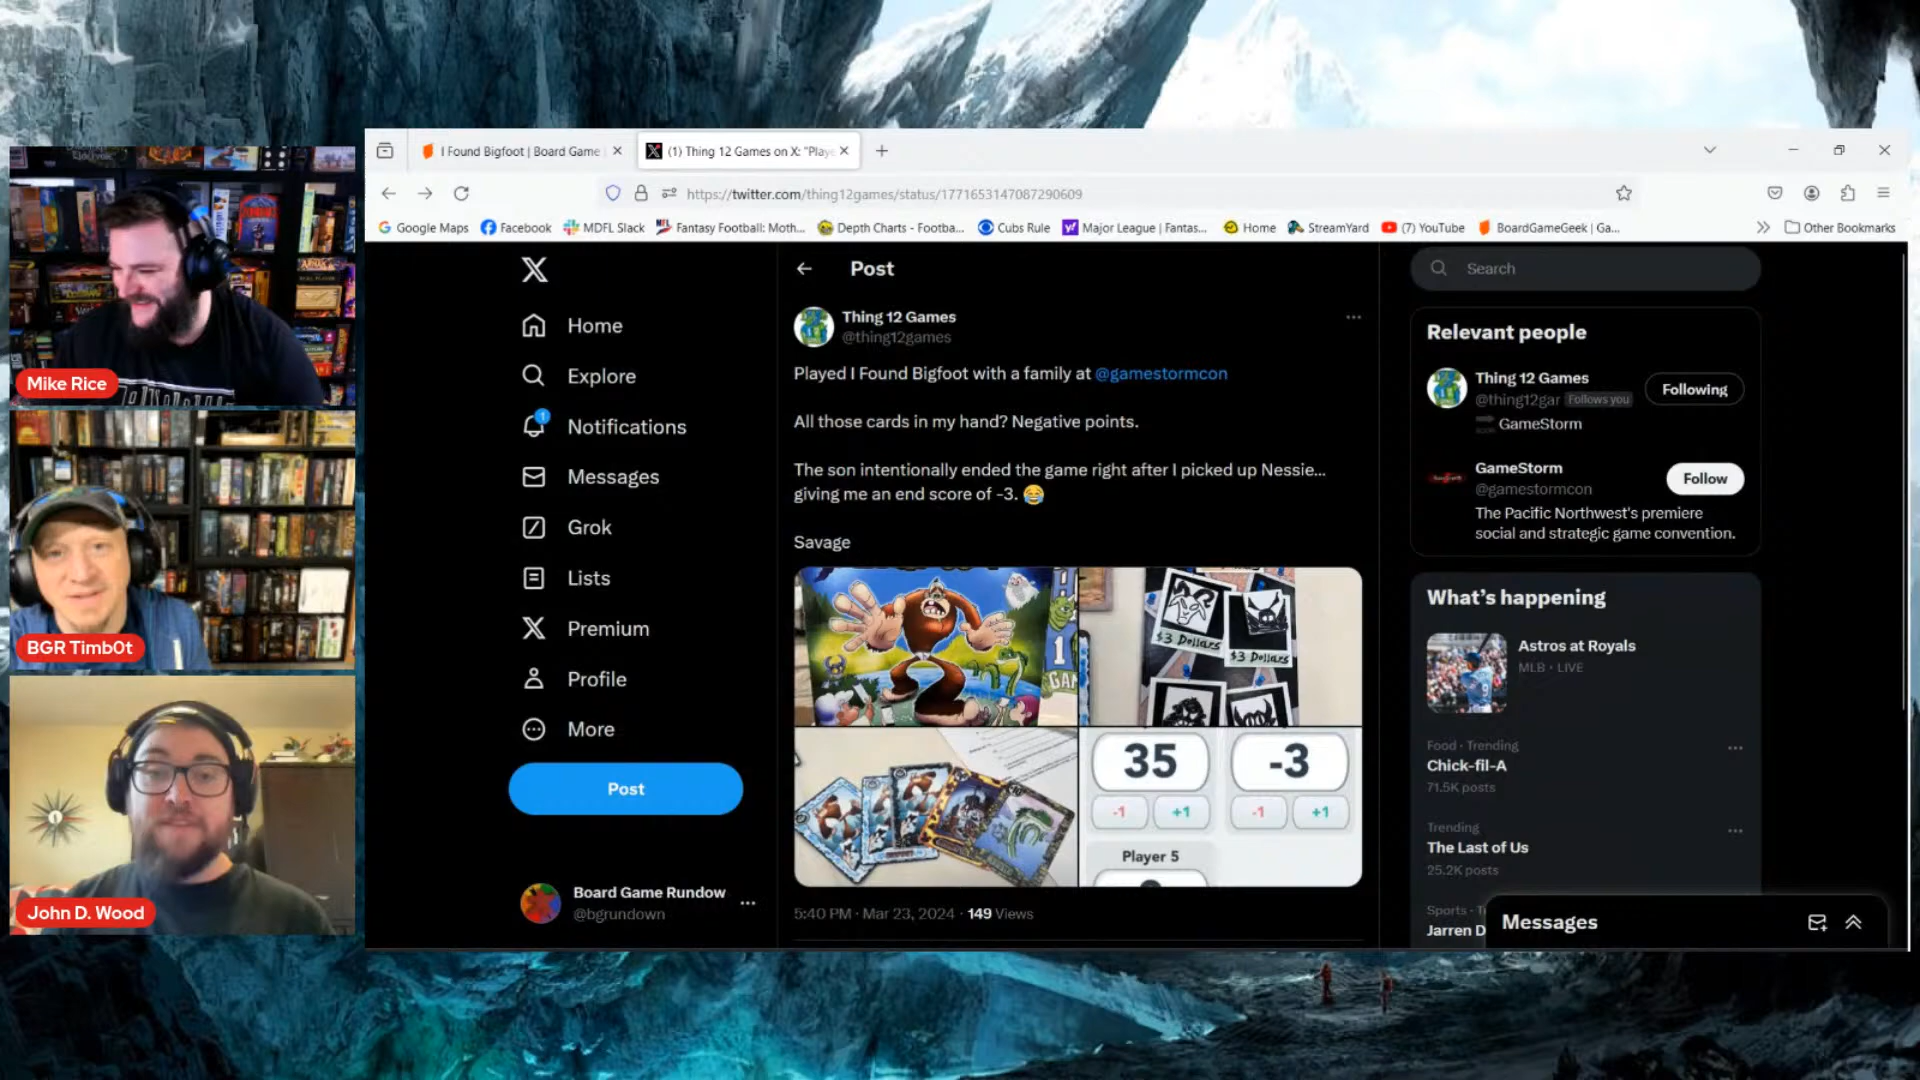 Mike Rice
BGR Timb0t
John D. Wood
I Found Bigfoot | Board Game
(1) Thing 12 Games on X: "Playe
https://twitter.com/thing12games/status/1771653147087290609
Google Maps
Facebook
MDFL Slack
Fantasy Football: Moth...
Depth Charts - Footba...
Cubs Rule
Major League | Fantas...
Home
StreamYard
(7) YouTube
BoardGameGeek | Ga...
Other Bookmarks
Home
Explore
1
Notifications
Messages
Grok
Lists
Premium
Profile
More
Post
Board Game Rundow
@bgrundown
Post
Thing 12 Games
@thing12games
Played I Found Bigfoot with a family at @gamestormcon
All those cards in my hand? Negative points.
The son intentionally ended the game right after I picked up Nessie...
giving me an end score of -3. 😂
Savage
1
GA
$3 Dollars
$3 Dollars
35
-3
-1
+1
-1
+1
Player 5
5:40 PM · Mar 23, 2024 · 149 Views
Search
Relevant people
Thing 12 Games
@thing12gar Follows you
Following
GameStorm
GameStorm
@gamestormcon
Follow
The Pacific Northwest's premiere
social and strategic game convention.
What's happening
Astros at Royals
MLB · LIVE
Food · Trending
Chick-fil-A
71.5K posts
Trending
The Last of Us
25.2K posts
Sports · T
Jarren D
Messages